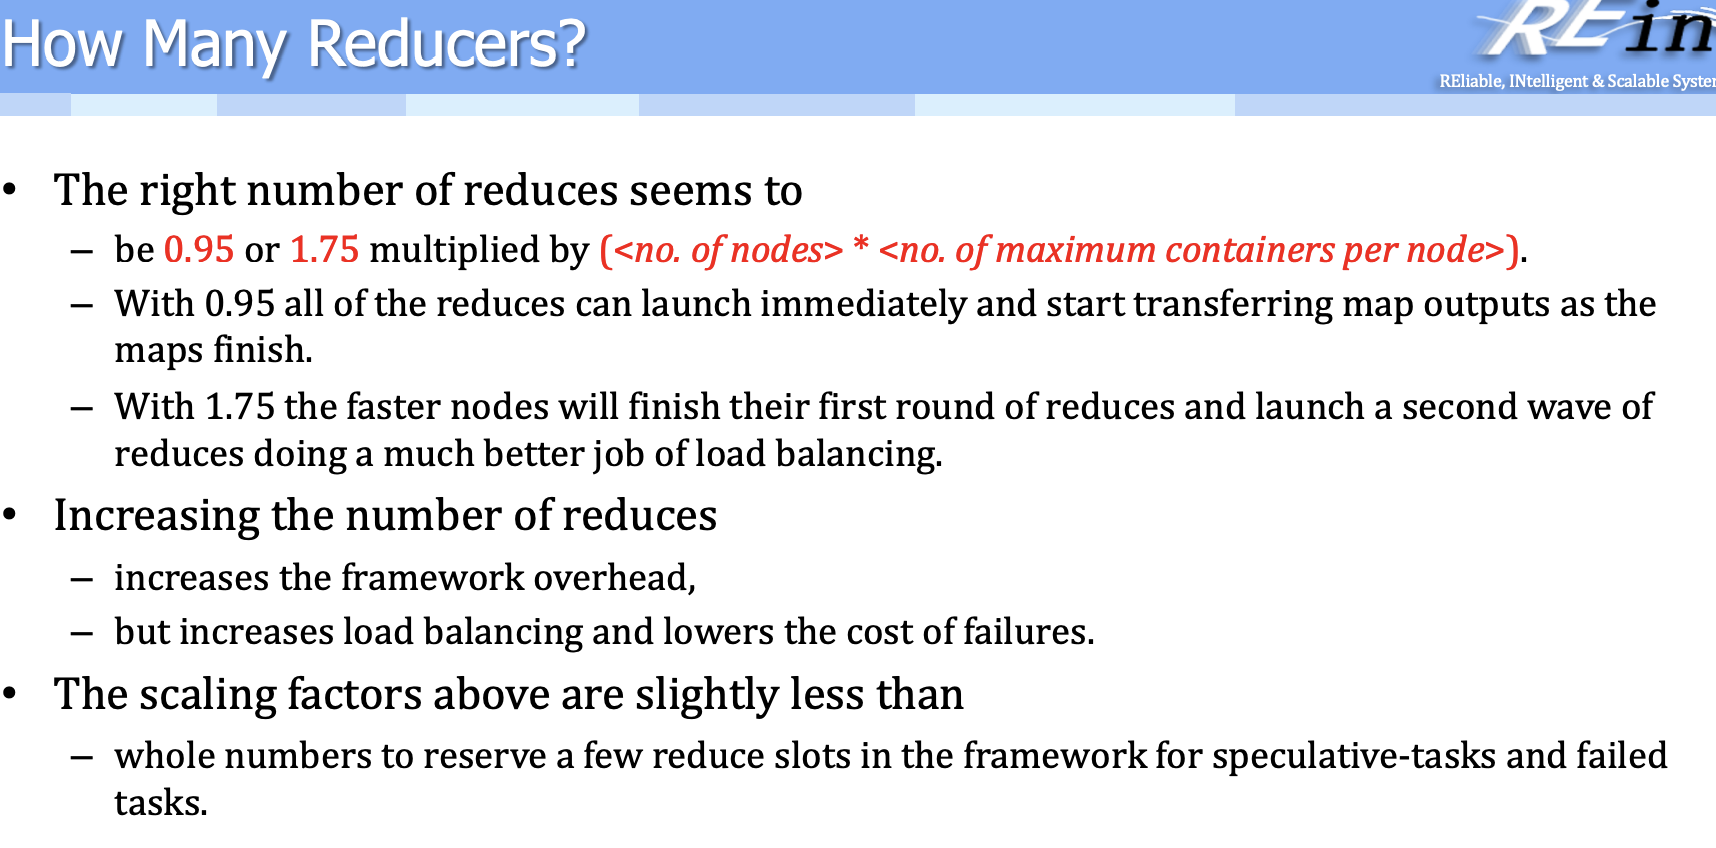 How Many Reducers?
REin
REliable, INtelligent & Scalable
• The right number of reduces seems to
– be 0.95 or 1.75 multiplied by (<no. of nodes> * <no. of maximum containers per node>).
– With 0.95 all of the reduces can launch immediately and start transferring map outputs as the
maps finish.
– With 1.75 the faster nodes will finish their first round of reduces and launch a second wave of
reduces doing a much better job of load balancing.
• Increasing the number of reduces
– increases the framework overhead,
– but increases load balancing and lowers the cost of failures.
• The scaling factors above are slightly less than
– whole numbers to reserve a few reduce slots in the framework for speculative-tasks and failed
tasks.